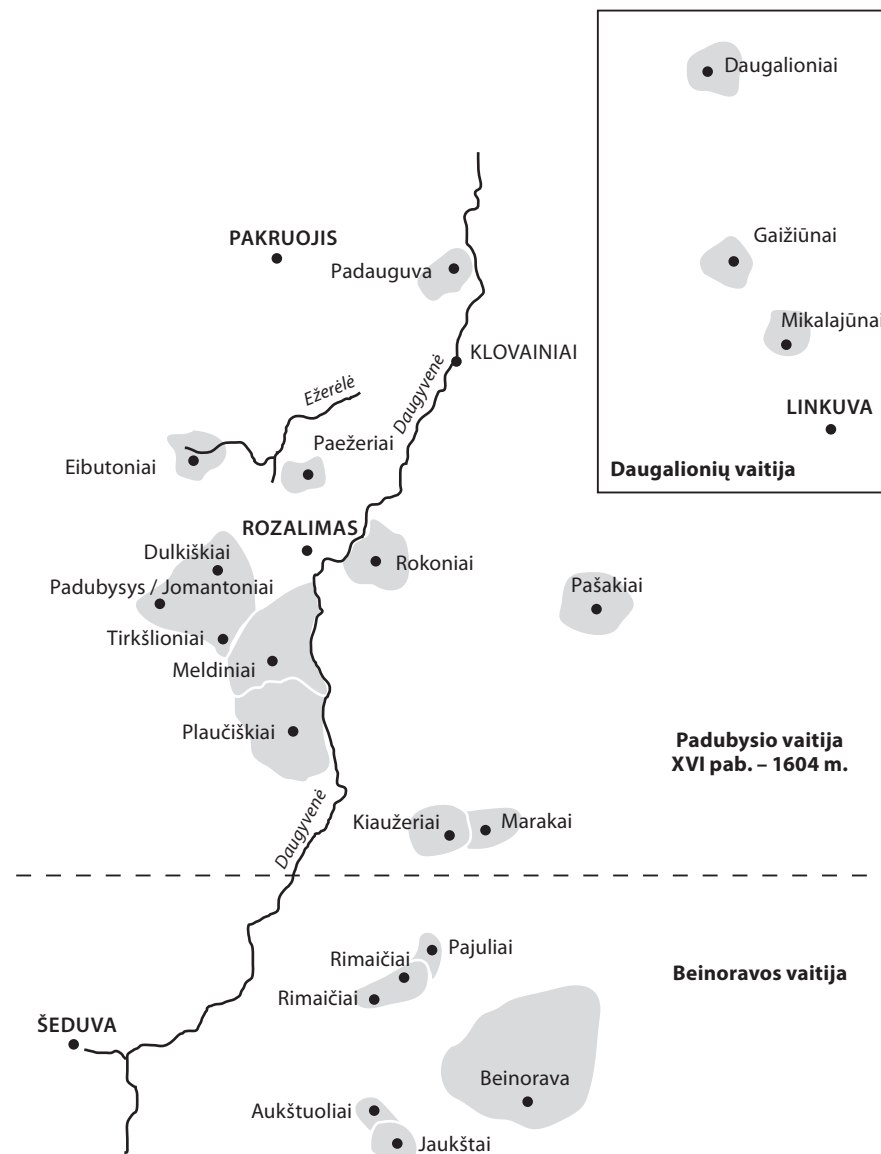 Daugalioniai
Gaižiūnai
Mikalajūnai
LINKUVA
Daugalionių vaitija
PAKRUOJIS
Padauguva
KLOVAINIAI
Daugyvenė
Ežerėlė
Paežeriai
Eibutoniai
ROZALIMAS
Dulkiškiai
Rokoniai
Padubysys / Jomantoniai
Pašakiai
Tirkšlioniai
Meldiniai
Plaučiškiai
Padubysio vaitija
XVI pab. – 1604 m.
Kiaužeriai
Marakai
Daugyvenė
Pajuliai
Rimaičiai
Rimaičiai
Beinoravos vaitija
ŠEDUVA
Beinorava
Aukštuoliai
Jaukštai